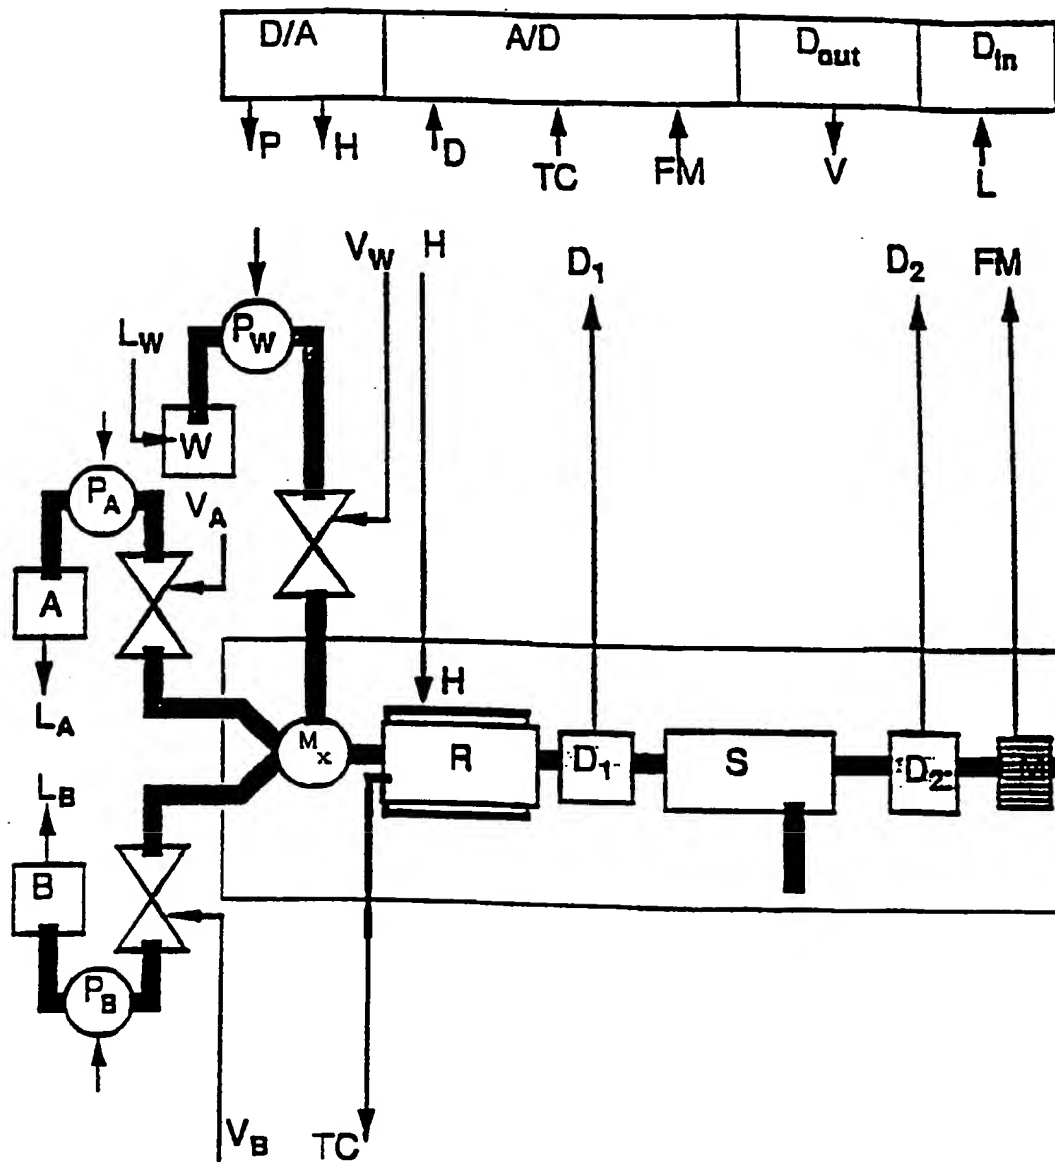 D/A A/D Dout Din
P H D TC FM V L
VW H D1 D2 FM
LW PW
W
PA VA
A
LA
H
Mx R D1 S D2
LB
B
PB
VB TC